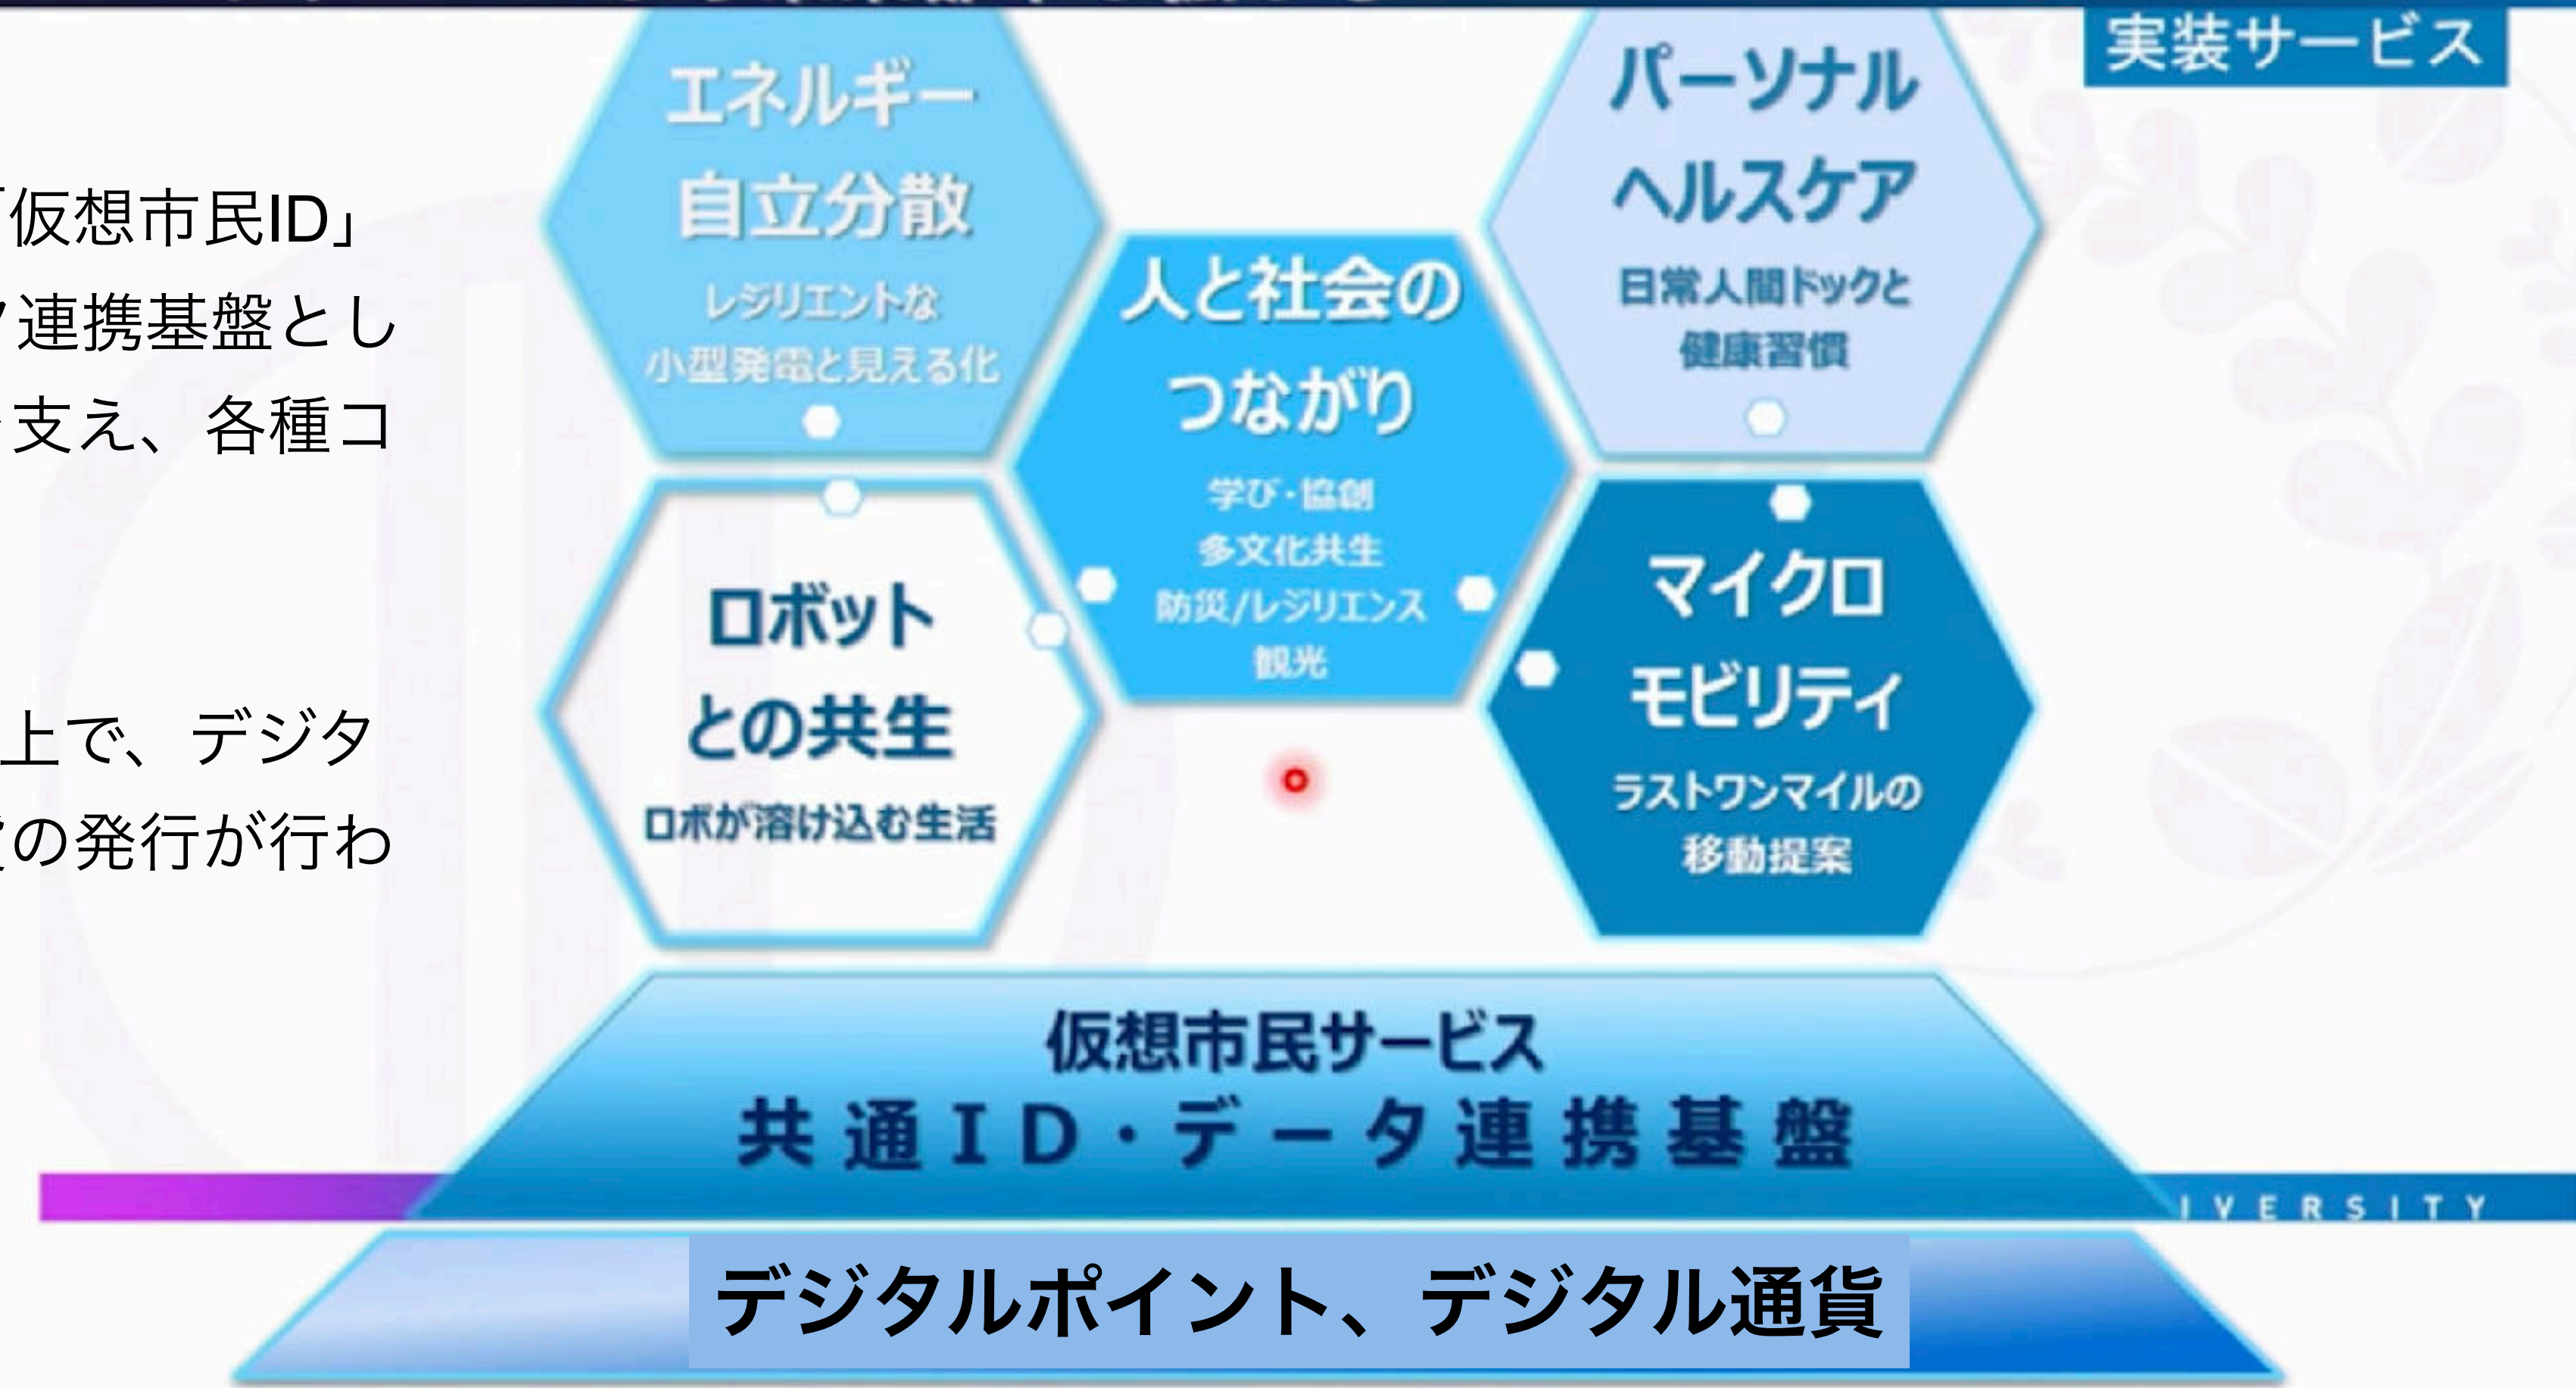 実装サービス
「仮想市民ID」
連携基盤とし
支え、各種コ
上で、デジタ
の発行が行わ
エネルギー
自立分散
レジリエントな
小型発電と見える化
パーソナル
ヘルスケア
日常人間ドックと
健康習慣
人と社会の
つながり
学び・協創
多文化共生
防災/レジリエンス
観光
ロボット
との共生
ロボが溶け込む生活
マイクロ
モビリティ
ラストワンマイルの
移動提案
仮想市民サービス
共通ID・データ連携基盤
IVERSITY
デジタルポイント、デジタル通貨